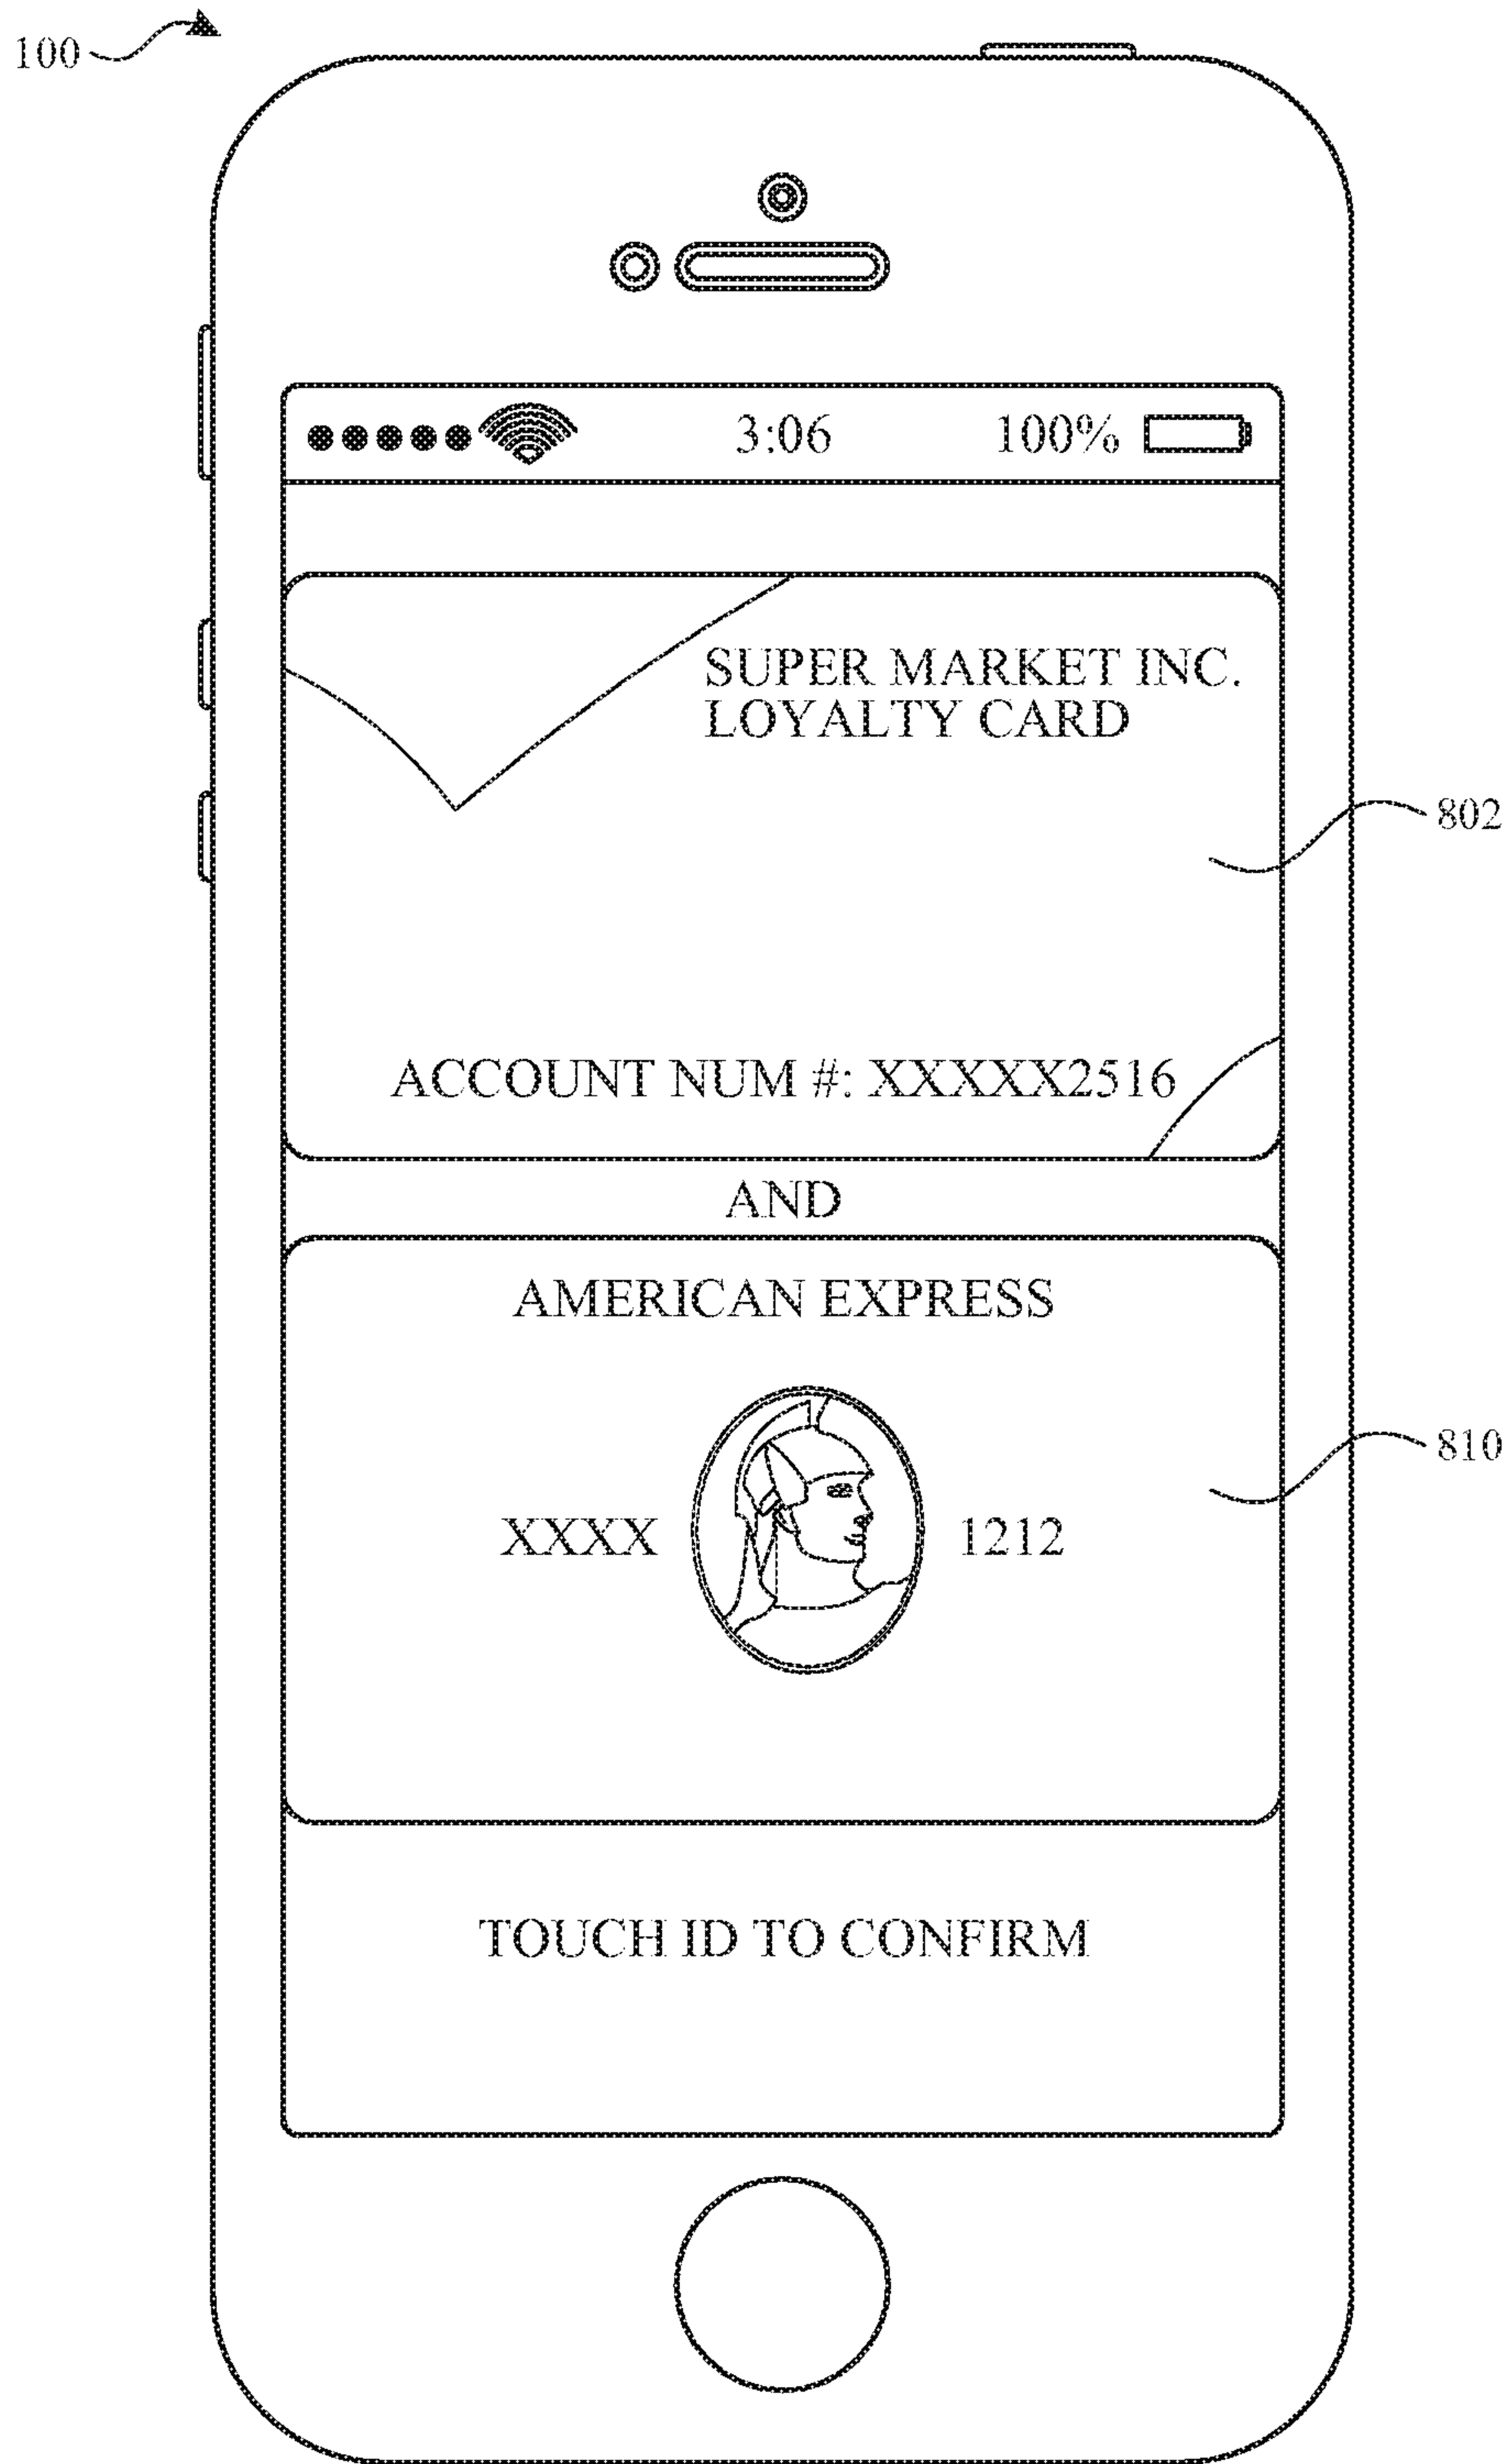 100
3:06 100%
SUPER MARKET INC.
LOYALTY CARD
802
ACCOUNT NUM #: XXXXX2516
AND
AMERICAN EXPRESS
810
XXXX 1212
TOUCH ID TO CONFIRM